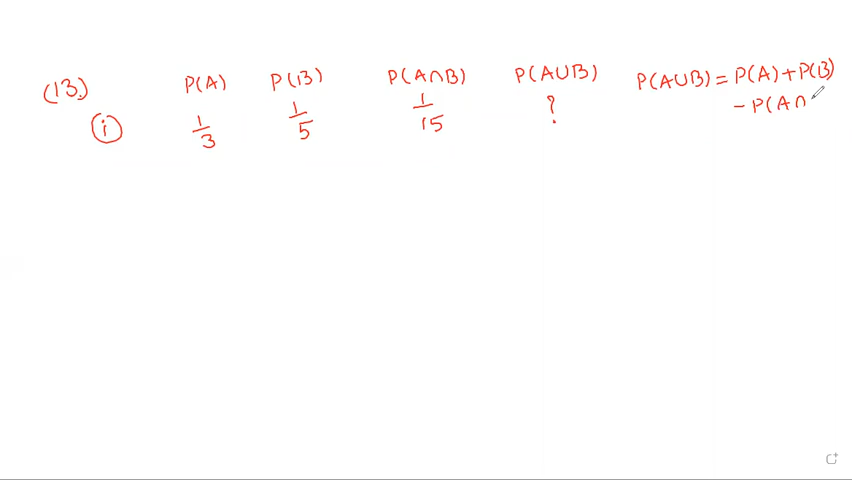 (13.) P(A) P(B) P(A∩B) P(A∪B) P(A∪B) = P(A) + P(B)
- P(A∩
(i) 1/3 1/5 1/15 ?